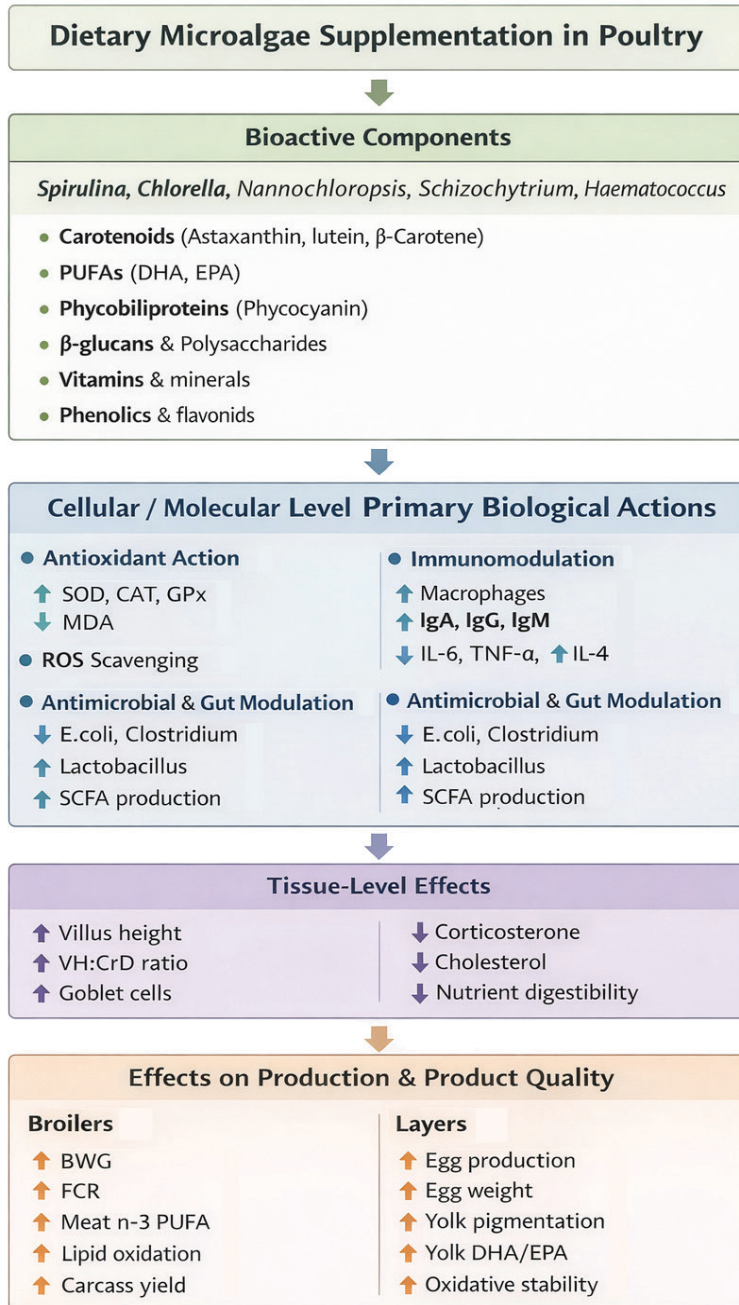 Dietary Microalgae Supplementation in Poultry
Bioactive Components
Spirulina, Chlorella, Nannochloropsis, Schizochytrium, Haematococcus
• Carotenoids (Astaxanthin, lutein, β-Carotene)
• PUFAs (DHA, EPA)
• Phycobiliproteins (Phycocyanin)
• β-glucans & Polysaccharides
• Vitamins & minerals
• Phenolics & flavonids
Cellular / Molecular Level Primary Biological Actions
• Antioxidant Action
↑ SOD, CAT, GPx
↓ MDA
• ROS Scavenging
• Antimicrobial & Gut Modulation
↓ E.coli, Clostridium
↑ Lactobacillus
↑ SCFA production
• Immunomodulation
↑ Macrophages
↑ IgA, IgG, IgM
↓ IL-6, TNF-α, ↑ IL-4
• Antimicrobial & Gut Modulation
↓ E.coli, Clostridium
↑ Lactobacillus
↑ SCFA production
Tissue-Level Effects
↑ Villus height
↑ VH:CrD ratio
↑ Goblet cells
↓ Corticosterone
↓ Cholesterol
↓ Nutrient digestibility
Effects on Production & Product Quality
Broilers
↑ BWG
↑ FCR
↑ Meat n-3 PUFA
↑ Lipid oxidation
↑ Carcass yield
Layers
↑ Egg production
↑ Egg weight
↑ Yolk pigmentation
↑ Yolk DHA/EPA
↑ Oxidative stability